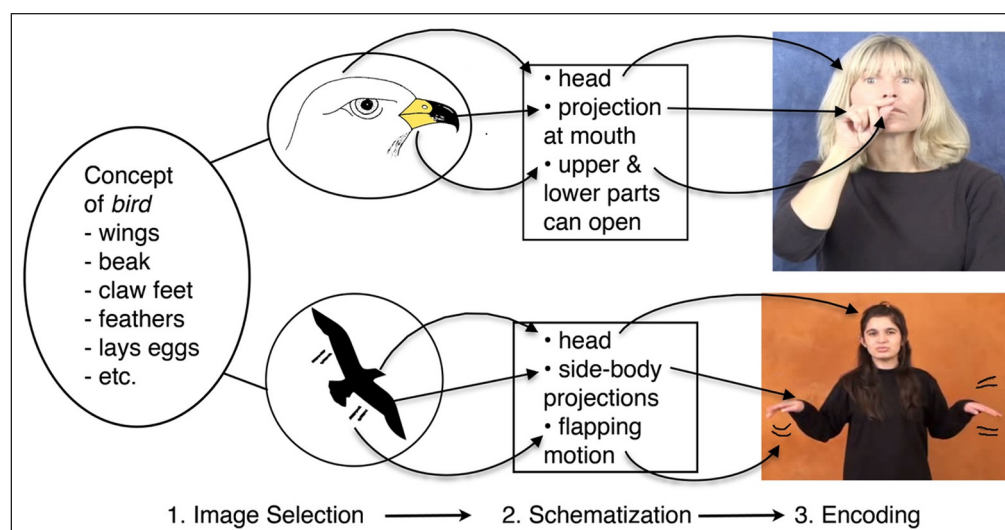 Concept
of bird
- wings
- beak
- claw feet
- feathers
- lays eggs
- etc.
• head
• projection
at mouth
• upper &
lower parts
can open
• head
• side-body
projections
• flapping
motion
1. Image Selection
2. Schematization
3. Encoding